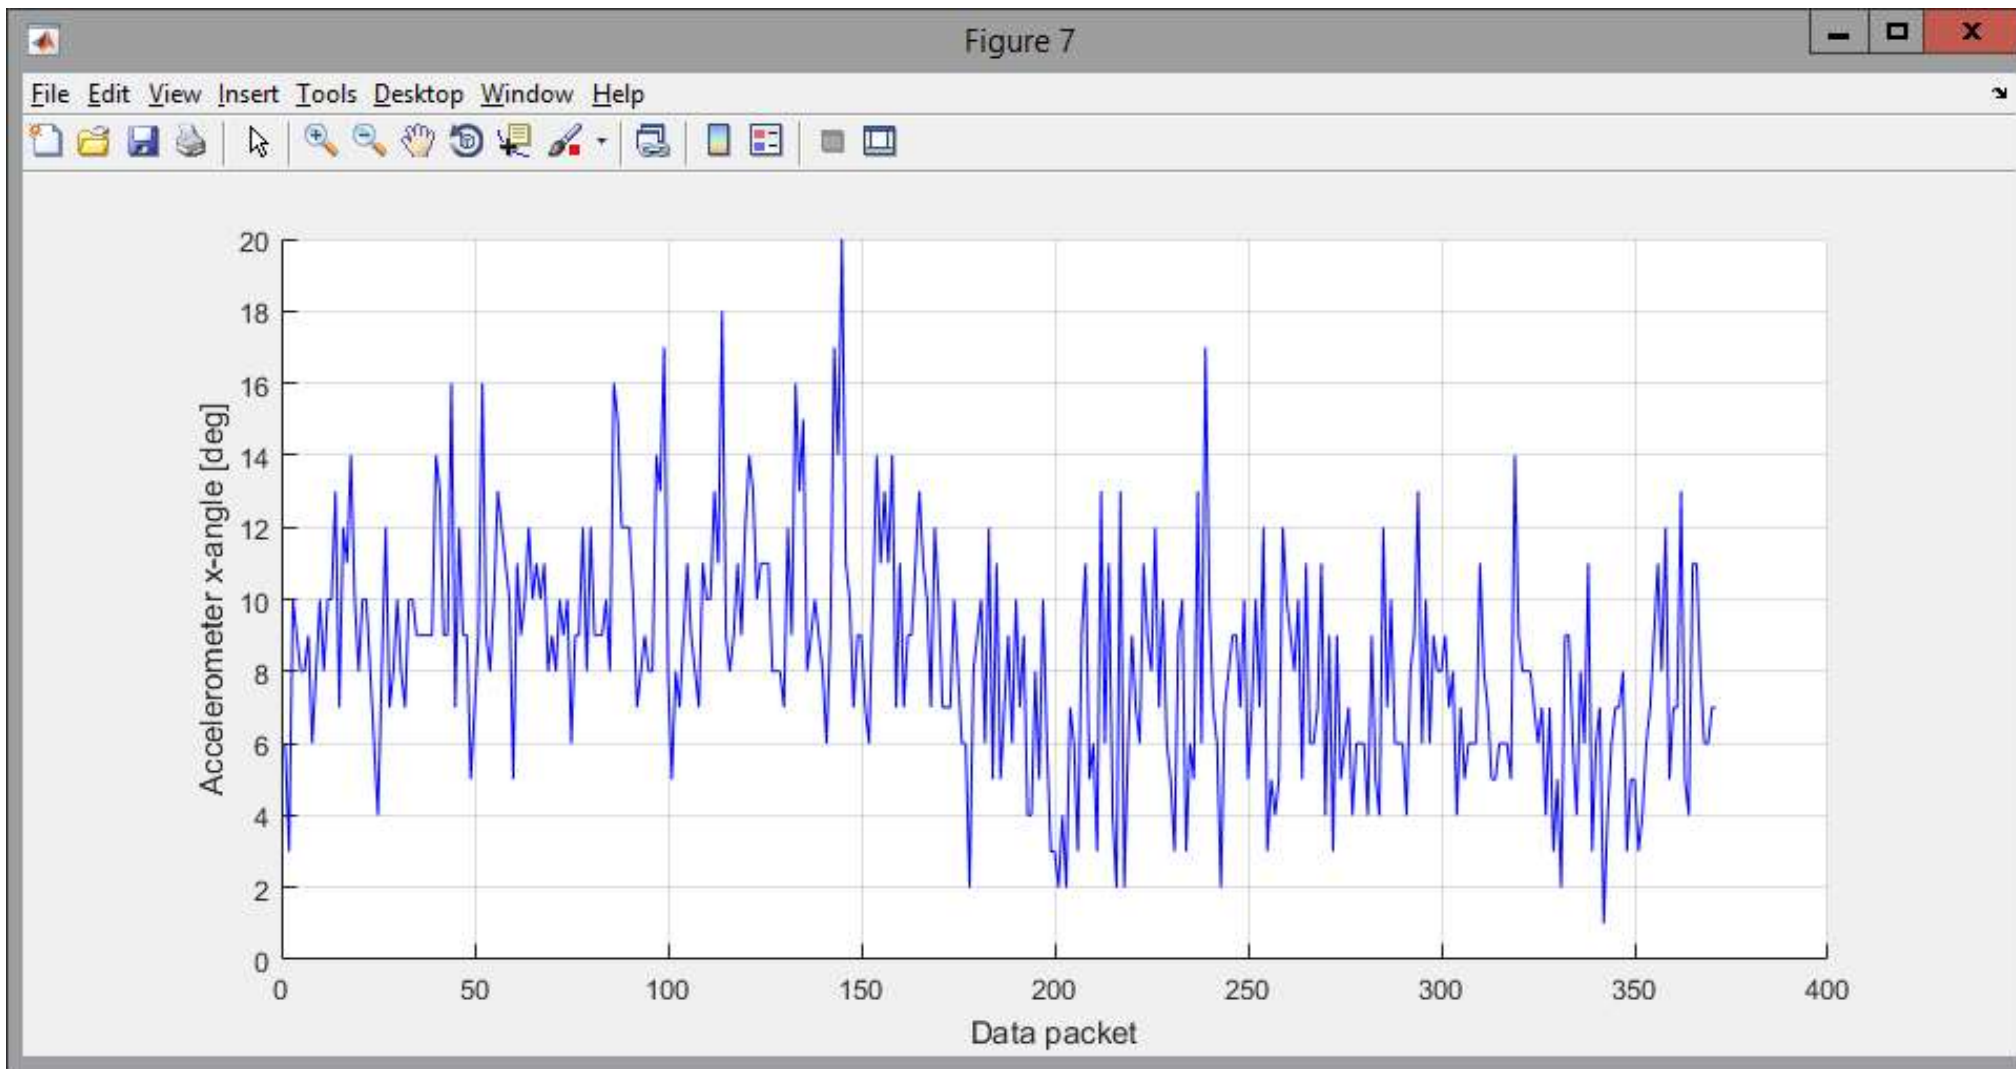 Figure 7
File Edit View Insert Tools Desktop Window Help
20
18
16
14
12
10
8
6
4
2
0
Accelerometer x-angle [deg]
0 50 100 150 200 250 300 350 400
Data packet